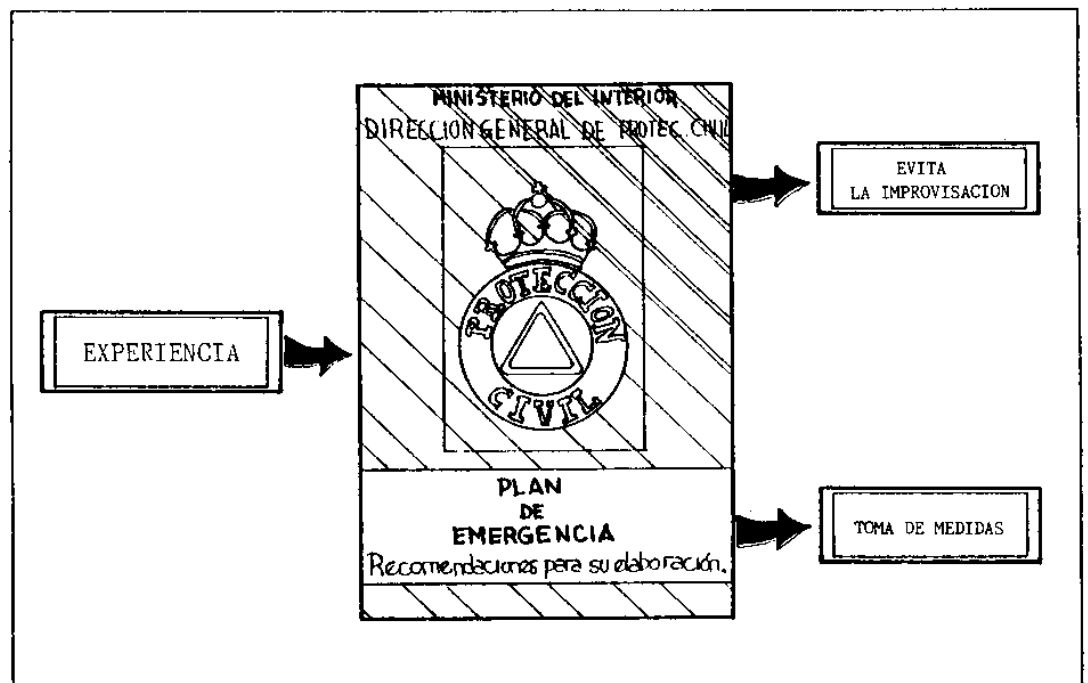 MINISTERIO DEL INTERIOR
DIRECCION GENERAL DE PROTEC. CIVIL
EVITA
LA IMPROVISACION
PROTECCION
CIVIL
EXPERIENCIA
PLAN
DE
EMERGENCIA
Recomendaciones para su elaboración.
TOMA DE MEDIDAS